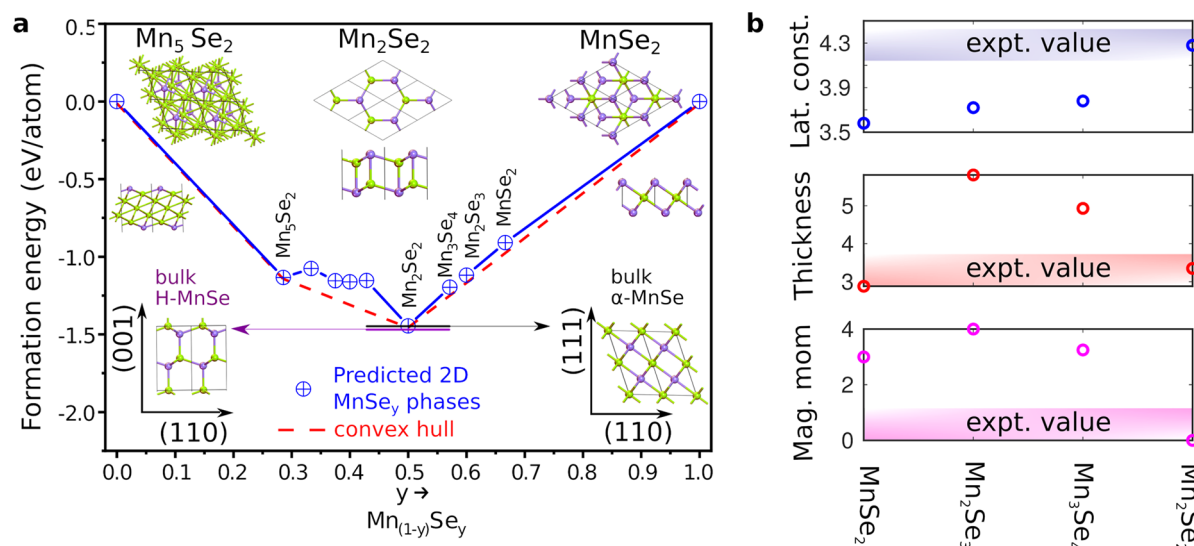 a
Mn5 Se2
Mn2Se2
MnSe2
Formation energy (eV/atom)
0.5
0.0
-0.5
-1.0
-1.5
-2.0
Mn5Se2
Mn2Se2
Mn3Se4
Mn2Se3
MnSe2
bulk
H-MnSe
bulk
α-MnSe
(001)
(110)
(111)
(110)
Predicted 2D
MnSey phases
convex hull
0.0 0.1 0.2 0.3 0.4 0.5 0.6 0.7 0.8 0.9 1.0
y →
Mn(1-y)Sey
b
Lat. const.
4.3
3.9
3.5
expt. value
Thickness
5
4
3
expt. value
Mag. mom
4
2
0
expt. value
MnSe2
Mn2Se3
Mn3Se4
Mn2Se2